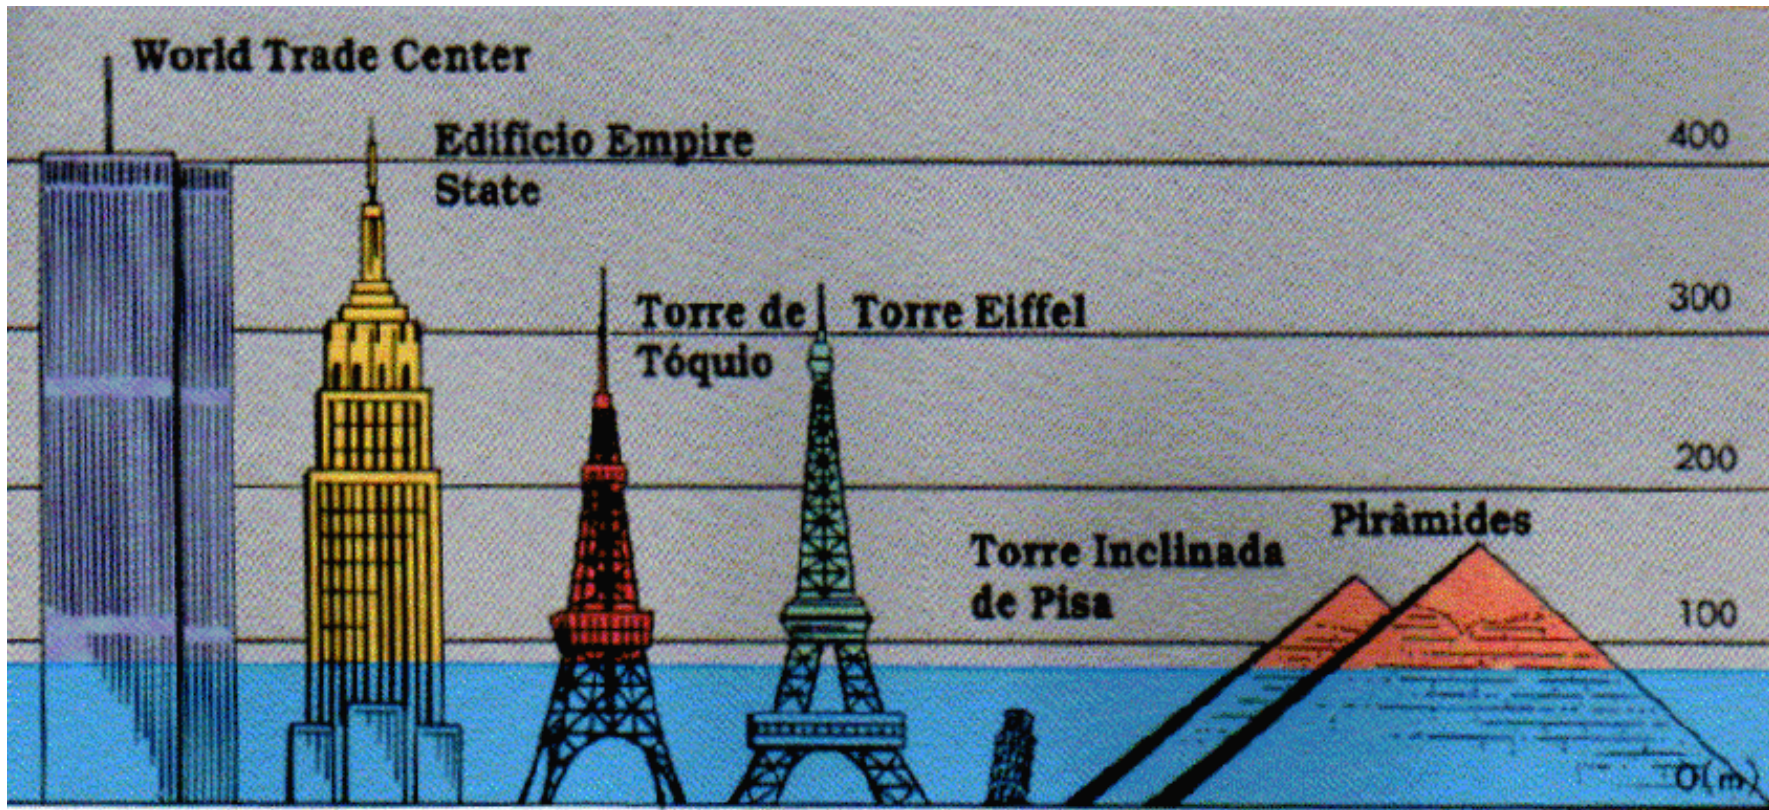 World Trade Center
Edifício Empire
State
400
Torre de
Tóquio
Torre Eiffel
300
200
Pirâmides
Torre Inclinada
de Pisa
100
0(m)